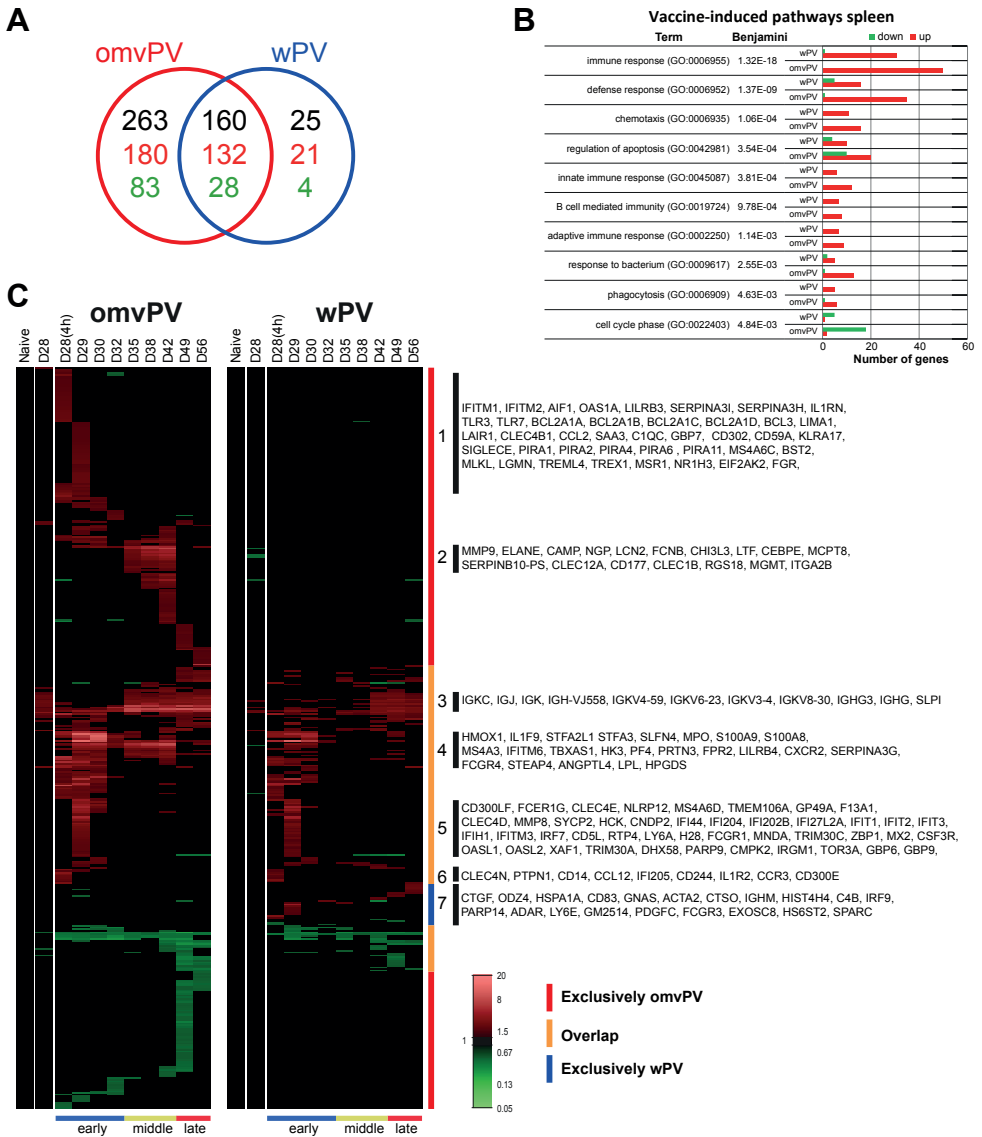 A
omvPV
wPV
263 160 25
180 132 21
83 28 4
B
Vaccine-induced pathways spleen
Term Benjamini down up
immune response (GO:0006955) 1.32E-18 wPV
omvPV
defense response (GO:0006952) 1.37E-09 wPV
omvPV
chemotaxis (GO:0006935) 1.06E-04 wPV
omvPV
regulation of apoptosis (GO:0042981) 3.54E-04 wPV
omvPV
innate immune response (GO:0045087) 3.81E-04 wPV
omvPV
B cell mediated immunity (GO:0019724) 9.78E-04 wPV
omvPV
adaptive immune response (GO:0002250) 1.14E-03 wPV
omvPV
response to bacterium (GO:0009617) 2.55E-03 wPV
omvPV
phagocytosis (GO:0006909) 4.63E-03 wPV
omvPV
cell cycle phase (GO:0022403) 4.84E-03 wPV
omvPV
0 20 40 60
Number of genes
C
omvPV
wPV
Naive D28 D28(4h) D29 D30 D32 D35 D38 D42 D49 D56
Naive D28 D28(4h) D29 D30 D32 D35 D38 D42 D49 D56
1
IFITM1, IFITM2, AIF1, OAS1A, LILRB3, SERPINA3I, SERPINA3H, IL1RN,
TLR3, TLR7, BCL2A1A, BCL2A1B, BCL2A1C, BCL2A1D, BCL3, LIMA1,
LAIR1, CLEC4B1, CCL2, SAA3, C1QC, GBP7, CD302, CD59A, KLRA17,
SIGLECE, PIRA1, PIRA2, PIRA4, PIRA6 , PIRA11, MS4A6C, BST2,
MLKL, LGMN, TREML4, TREX1, MSR1, NR1H3, EIF2AK2, FGR,
2
MMP9, ELANE, CAMP, NGP, LCN2, FCNB, CHI3L3, LTF, CEBPE, MCPT8,
SERPINB10-PS, CLEC12A, CD177, CLEC1B, RGS18, MGMT, ITGA2B
3
IGKC, IGJ, IGK, IGH-VJ558, IGKV4-59, IGKV6-23, IGKV3-4, IGKV8-30, IGHG3, IGHG, SLPI
4
HMOX1, IL1F9, STFA2L1 STFA3, SLFN4, MPO, S100A9, S100A8,
MS4A3, IFITM6, TBXAS1, HK3, PF4, PRTN3, FPR2, LILRB4, CXCR2, SERPINA3G,
FCGR4, STEAP4, ANGPTL4, LPL, HPGDS
5
CD300LF, FCER1G, CLEC4E, NLRP12, MS4A6D, TMEM106A, GP49A, F13A1,
CLEC4D, MMP8, SYCP2, HCK, CNDP2, IFI44, IFI204, IFI202B, IFI27L2A, IFIT1, IFIT2, IFIT3,
IFIH1, IFITM3, IRF7, CD5L, RTP4, LY6A, H28, FCGR1, MNDA, TRIM30C, ZBP1, MX2, CSF3R,
OASL1, OASL2, XAF1, TRIM30A, DHX58, PARP9, CMPK2, IRGM1, TOR3A, GBP6, GBP9,
6
CLEC4N, PTPN1, CD14, CCL12, IFI205, CD244, IL1R2, CCR3, CD300E
7
CTGF, ODZ4, HSPA1A, CD83, GNAS, ACTA2, CTSO, IGHM, HIST4H4, C4B, IRF9,
PARP14, ADAR, LY6E, GM2514, PDGFC, FCGR3, EXOSC8, HS6ST2, SPARC
20
8
1.5
1
0.67
0.13
0.05
Exclusively omvPV
Overlap
Exclusively wPV
early middle late
early middle late